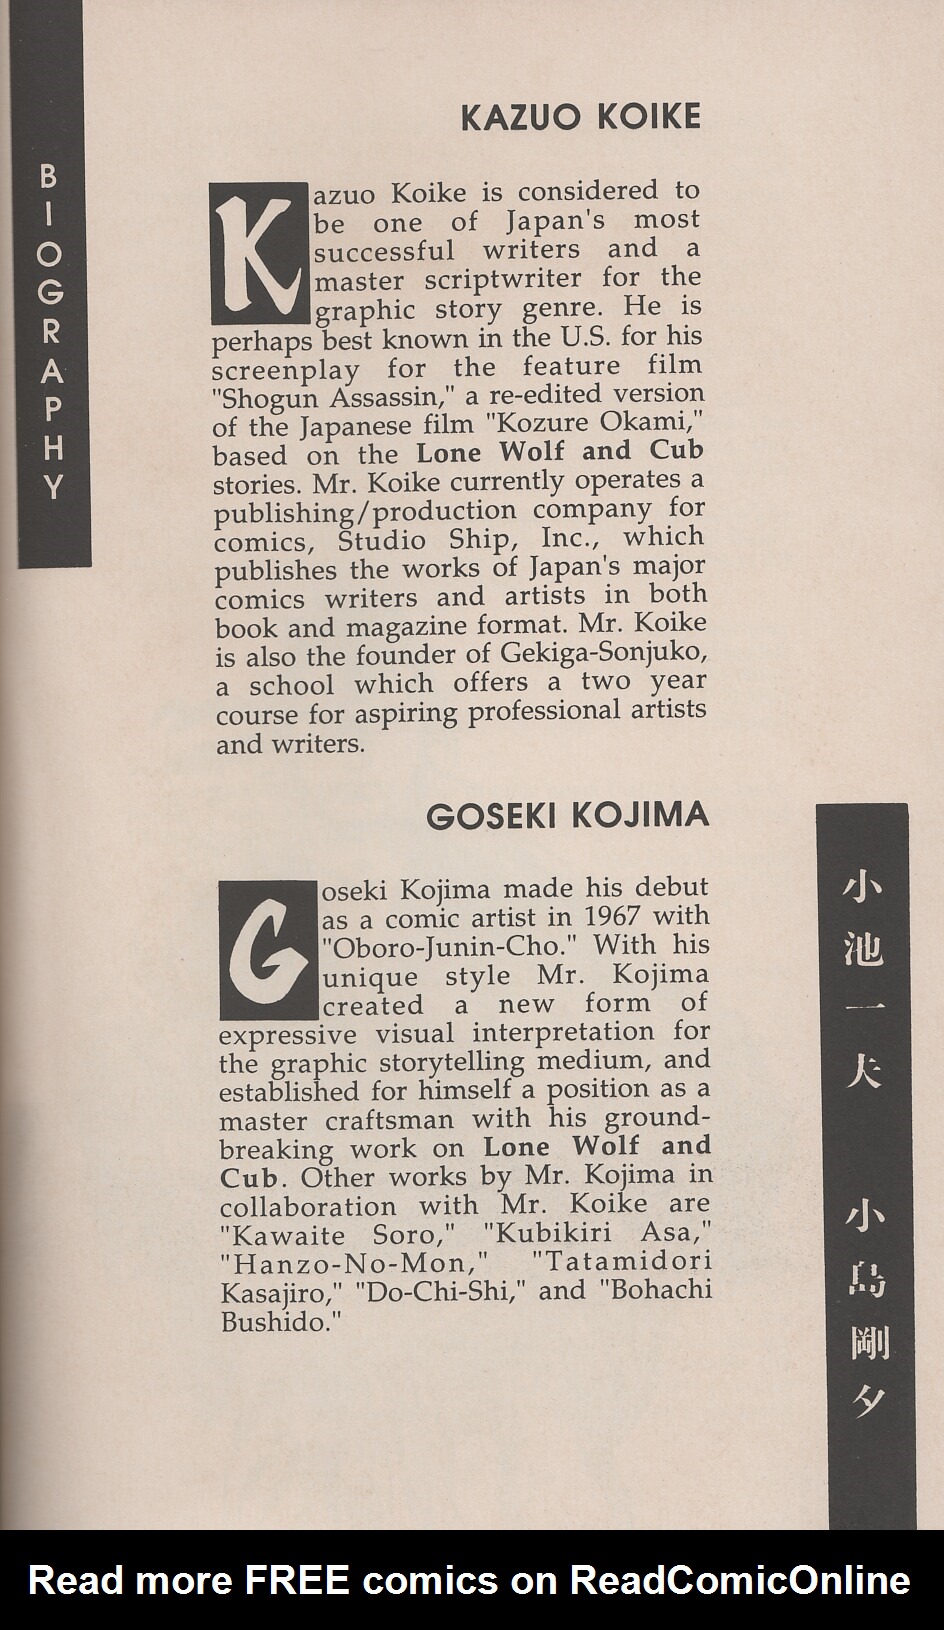 BIOGRAPHY
KAZUO KOIKE
Kazuo Koike is considered to
be one of Japan's most
successful writers and a
master scriptwriter for the
graphic story genre. He is
perhaps best known in the U.S. for his
screenplay for the feature film
"Shogun Assassin," a re-edited version
of the Japanese film "Kozure Okami,"
based on the Lone Wolf and Cub
stories. Mr. Koike currently operates a
publishing/production company for
comics, Studio Ship, Inc., which
publishes the works of Japan's major
comics writers and artists in both
book and magazine format. Mr. Koike
is also the founder of Gekiga-Sonjuko,
a school which offers a two year
course for aspiring professional artists
and writers.
GOSEKI KOJIMA
Goseki Kojima made his debut
as a comic artist in 1967 with
"Oboro-Junin-Cho." With his
unique style Mr. Kojima
created a new form of
expressive visual interpretation for
the graphic storytelling medium, and
established for himself a position as a
master craftsman with his ground-
breaking work on Lone Wolf and
Cub. Other works by Mr. Kojima in
collaboration with Mr. Koike are
"Kawaite Soro," "Kubikiri Asa,"
"Hanzo-No-Mon," "Tatamidori
Kasajiro," "Do-Chi-Shi," and "Bohachi
Bushido."
小池一夫 小島剛夕
Read more FREE comics on ReadComicOnline